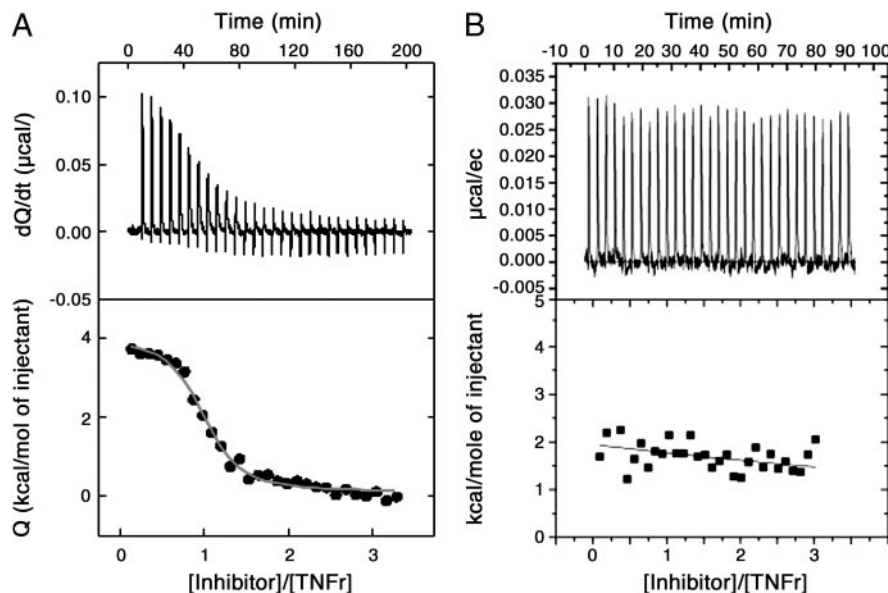 A
Time (min)
0 40 80 120 160 200
dQ/dt (μcal/)
0.10
0.05
0.00
-0.05
Q (kcal/mol of injectant)
4
2
0
0 1 2 3
[Inhibitor]/[TNFr]
B
Time (min)
-10 0 10 20 30 40 50 60 70 80 90 100
μcal/ec
0.035
0.030
0.025
0.020
0.015
0.010
0.005
0.000
-0.005
kcal/mole of injectant
5
4
3
2
1
0
0 1 2 3
[Inhibitor]/[TNFr]